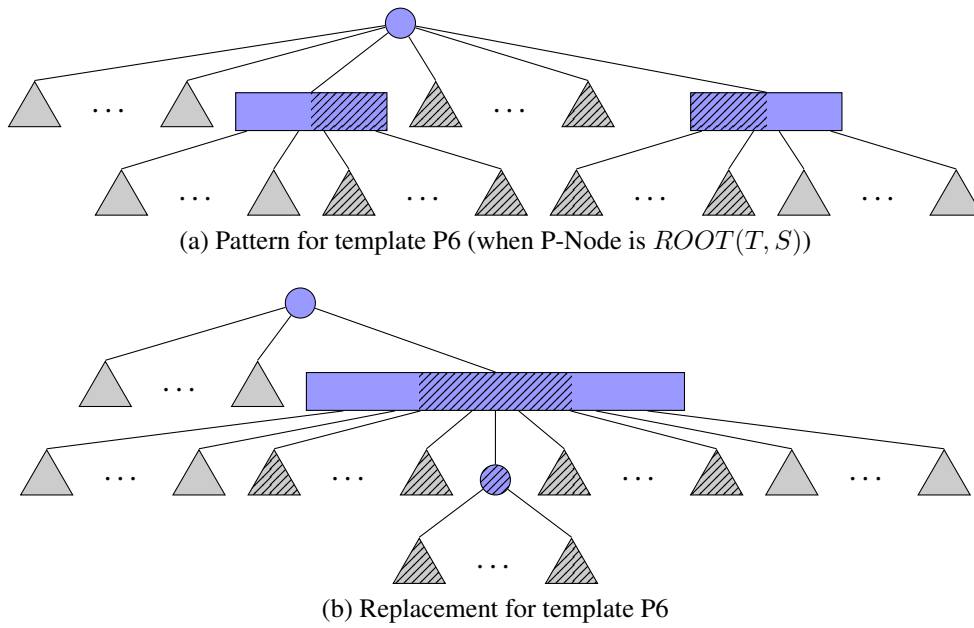 (a) Pattern for template P6 (when P-Node is ROOT(T, S))
(b) Replacement for template P6